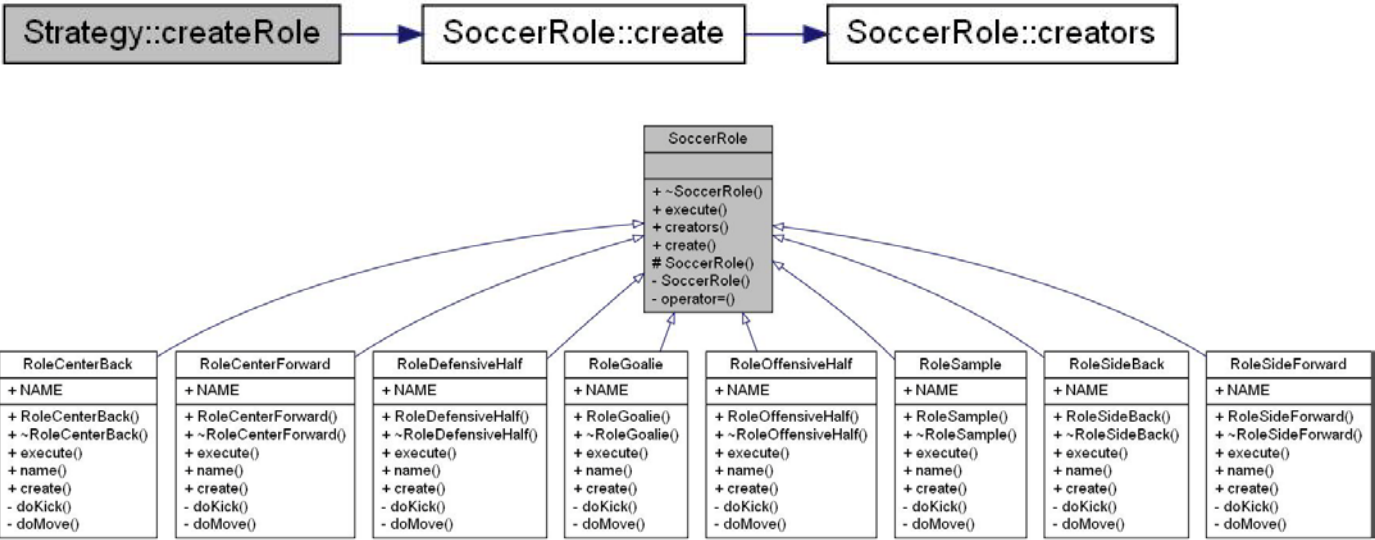 Strategy::createRole
SoccerRole::create
SoccerRole::creators
SoccerRole
+ ~SoccerRole()
+ execute()
+ creators()
+ create()
# SoccerRole()
- SoccerRole()
- operator=()
RoleCenterBack
+ NAME
+ RoleCenterBack()
+ ~RoleCenterBack()
+ execute()
+ name()
+ create()
- doKick()
- doMove()
RoleCenterForward
+ NAME
+ RoleCenterForward()
+ ~RoleCenterForward()
+ execute()
+ name()
+ create()
- doKick()
- doMove()
RoleDefensiveHalf
+ NAME
+ RoleDefensiveHalf()
+ ~RoleDefensiveHalf()
+ execute()
+ name()
+ create()
- doKick()
- doMove()
RoleGoalie
+ NAME
+ RoleGoalie()
+ ~RoleGoalie()
+ execute()
+ name()
+ create()
- doKick()
- doMove()
RoleOffensiveHalf
+ NAME
+ RoleOffensiveHalf()
+ ~RoleOffensiveHalf()
+ execute()
+ name()
+ create()
- doKick()
- doMove()
RoleSample
+ NAME
+ RoleSample()
+ ~RoleSample()
+ execute()
+ name()
+ create()
- doKick()
- doMove()
RoleSideBack
+ NAME
+ RoleSideBack()
+ ~RoleSideBack()
+ execute()
+ name()
+ create()
- doKick()
- doMove()
RoleSideForward
+ NAME
+ RoleSideForward()
+ ~RoleSideForward()
+ execute()
+ name()
+ create()
- doKick()
- doMove()